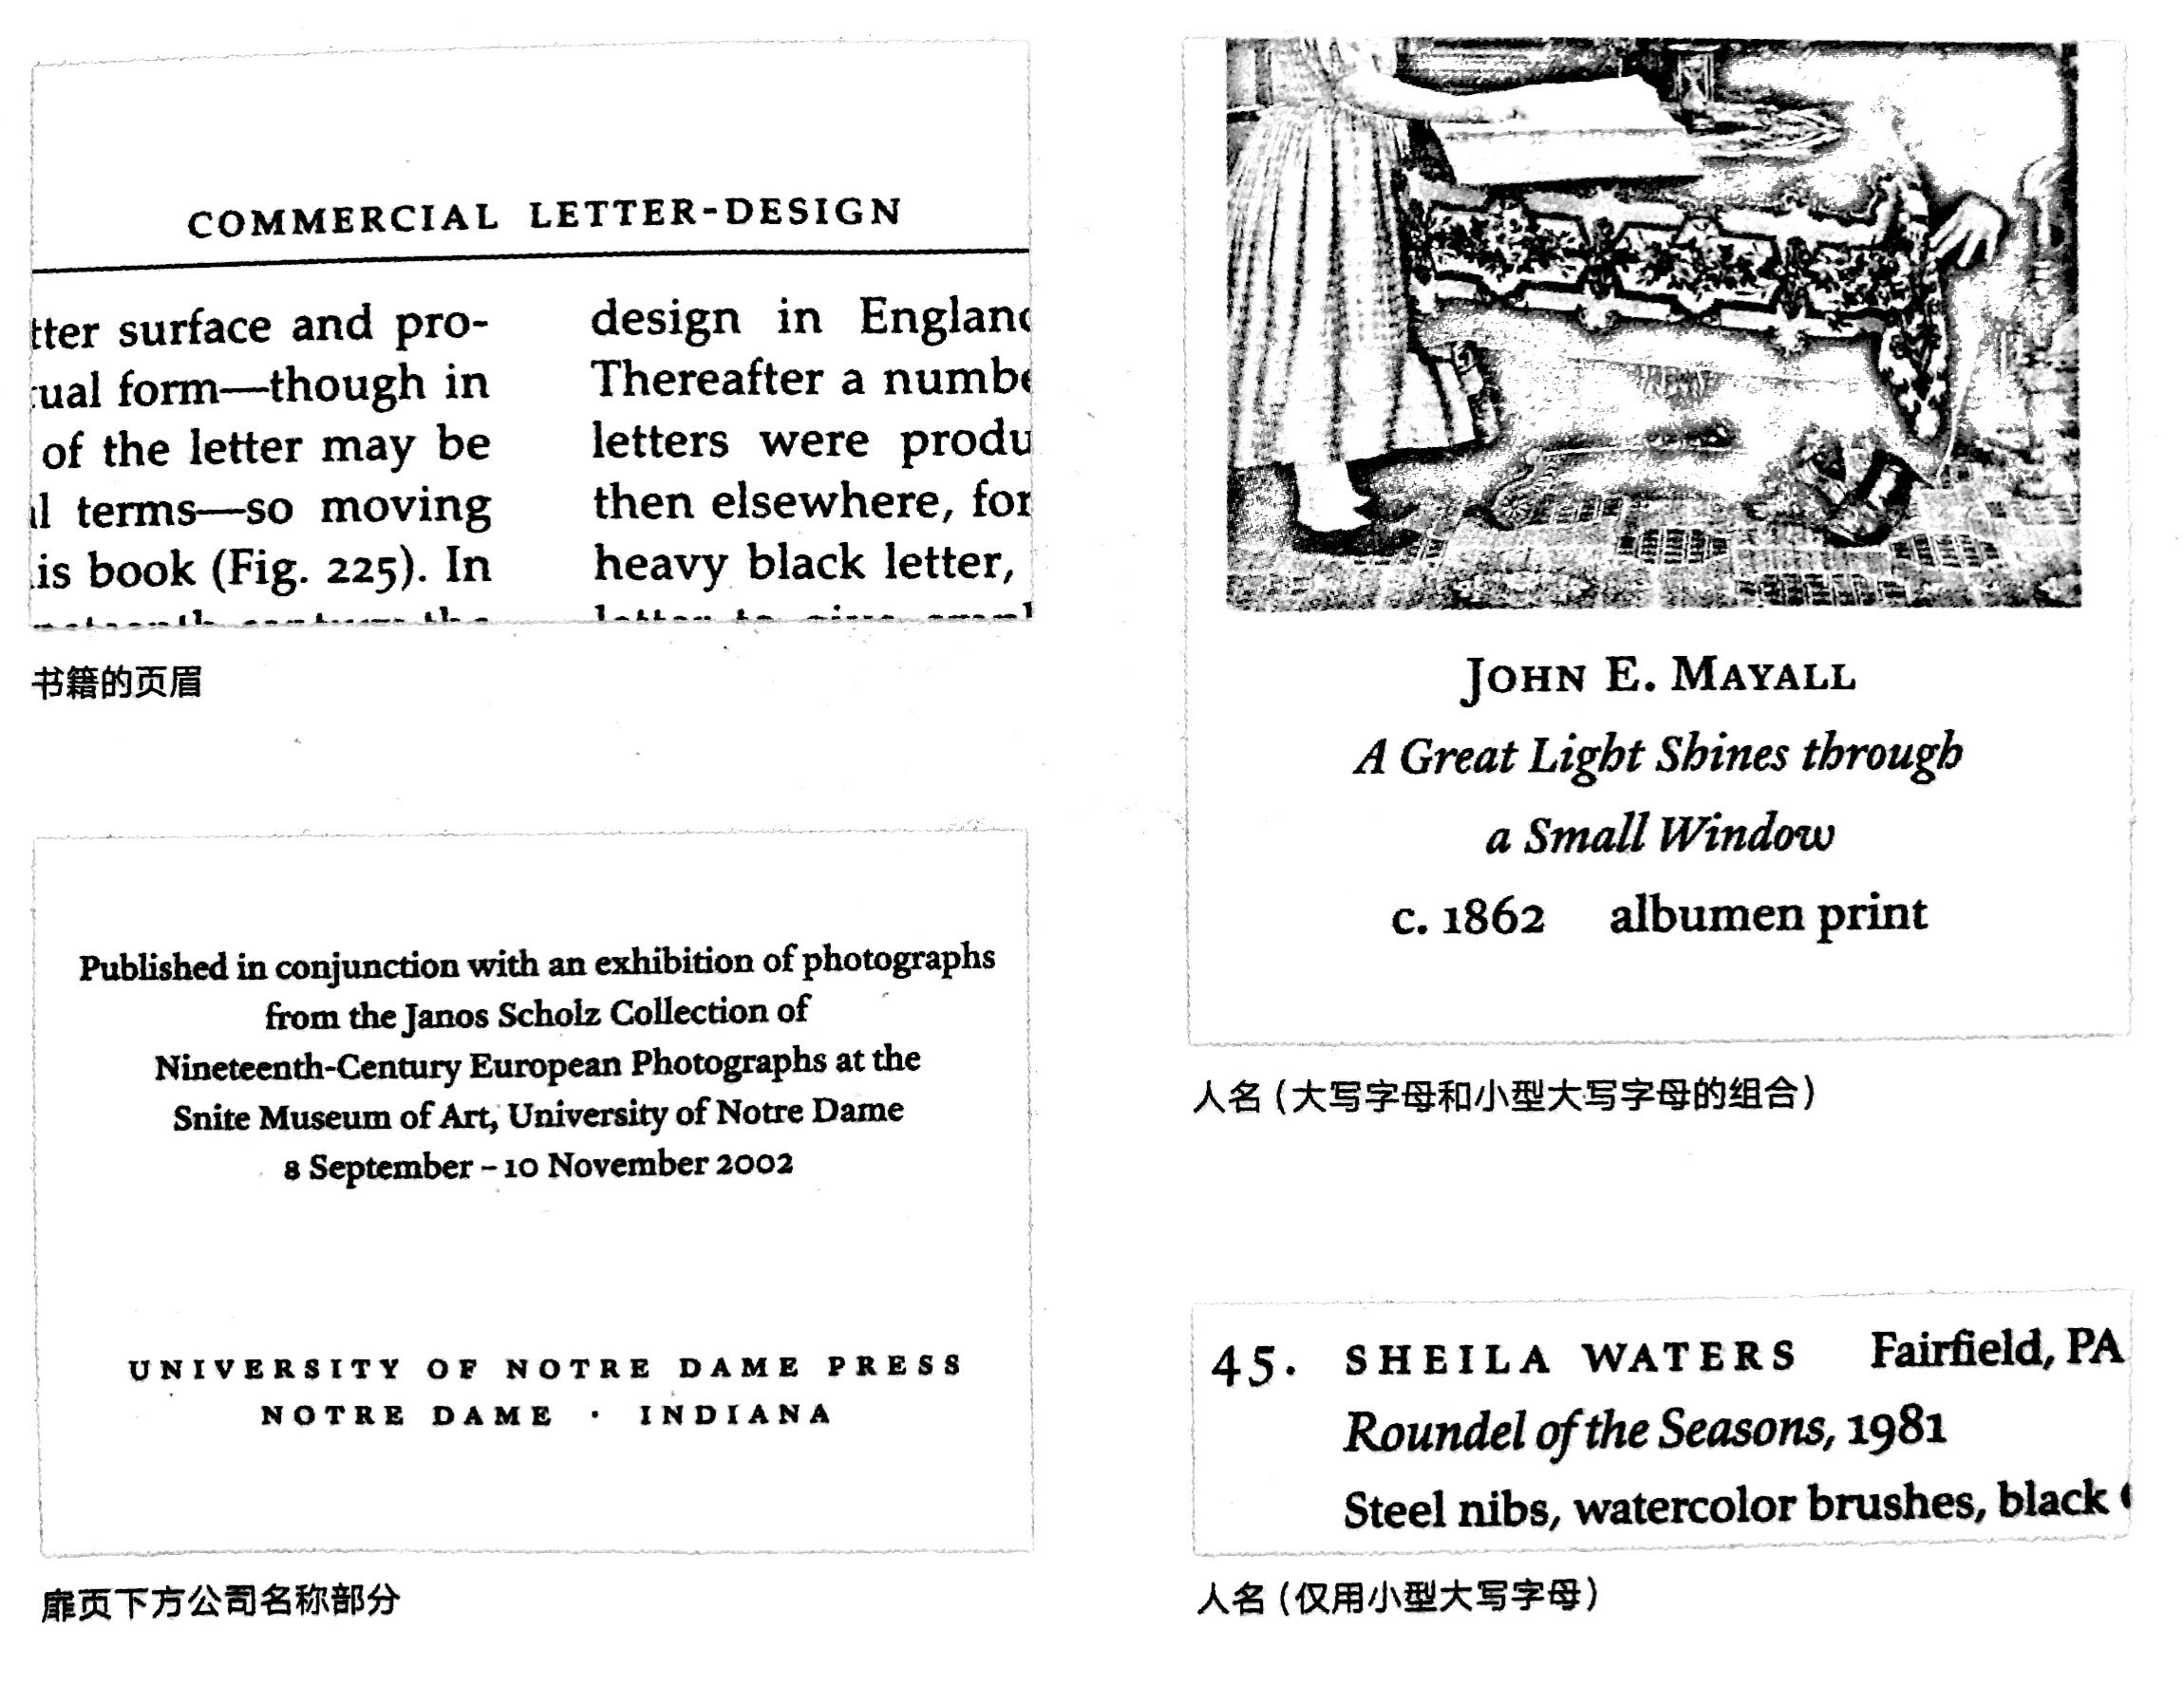 COMMERCIAL LETTER-DESIGN
tter surface and pro-
ual form—though in
of the letter may be
terms—so moving
is book (Fig. 225). In
design in England
Thereafter a numbe
letters were produ
then elsewhere, for
heavy black letter,
书籍的页眉
Published in conjunction with an exhibition of photographs
from the Janos Scholz Collection of
Nineteenth-Century European Photographs at the
Snite Museum of Art, University of Notre Dame
8 September – 10 November 2002
UNIVERSITY OF NOTRE DAME PRESS
NOTRE DAME · INDIANA
扉页下方公司名称部分
JOHN E. MAYALL
A Great Light Shines through
a Small Window
c. 1862 albumen print
人名（大写字母和小型大写字母的组合）
45. SHEILA WATERS Fairfield, PA
Roundel of the Seasons, 1981
Steel nibs, watercolor brushes, black
人名（仅用小型大写字母）